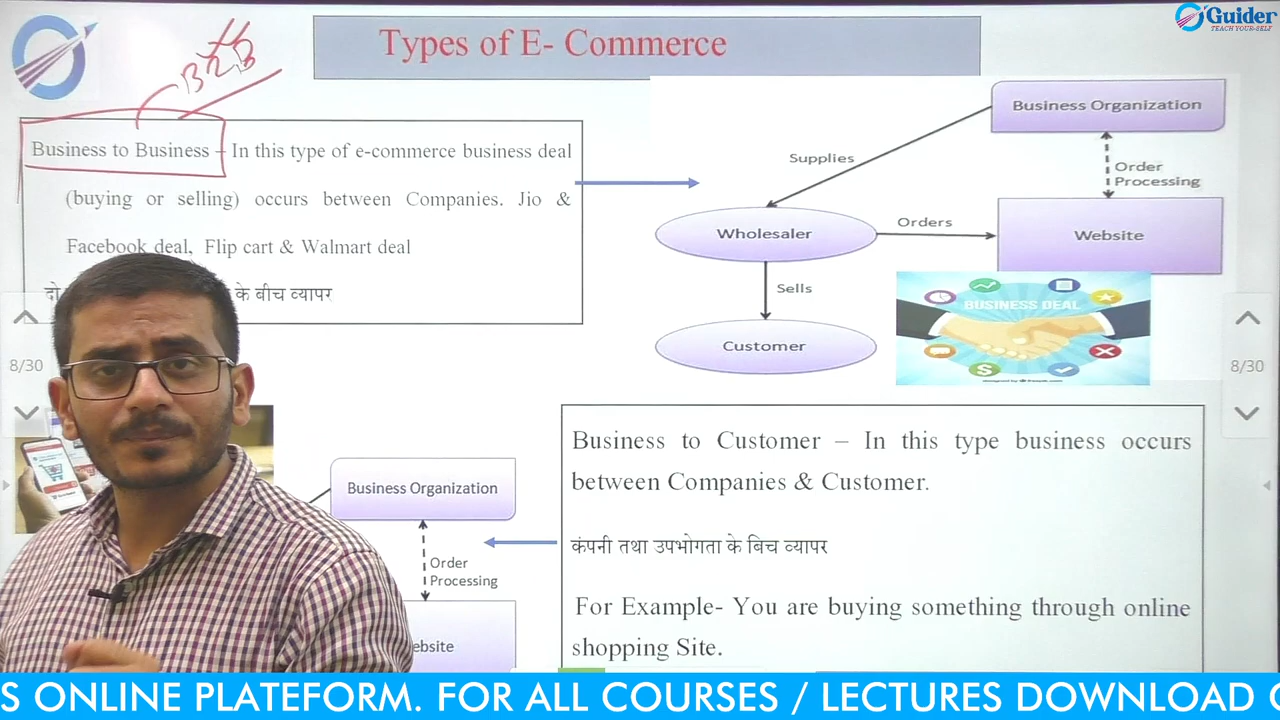 Types of E- Commerce
Guider
TEACH YOUR-SELF
B2B
Business to Business – In this type of e-commerce business deal
(buying or selling) occurs between Companies. Jio &
Facebook deal, Flip cart & Walmart deal
दो
के बीच व्यापर
Business Organization
Supplies
Order
Processing
Wholesaler
Orders
Website
Sells
Customer
BUSINESS DEAL
8/30
8/30
Business Organization
Order
Processing
ebsite
Business to Customer – In this type business occurs
between Companies & Customer.
कंपनी तथा उपभोगता के बिच व्यापर
For Example- You are buying something through online
shopping Site.
S ONLINE PLATEFORM. FOR ALL COURSES / LECTURES DOWNLOAD